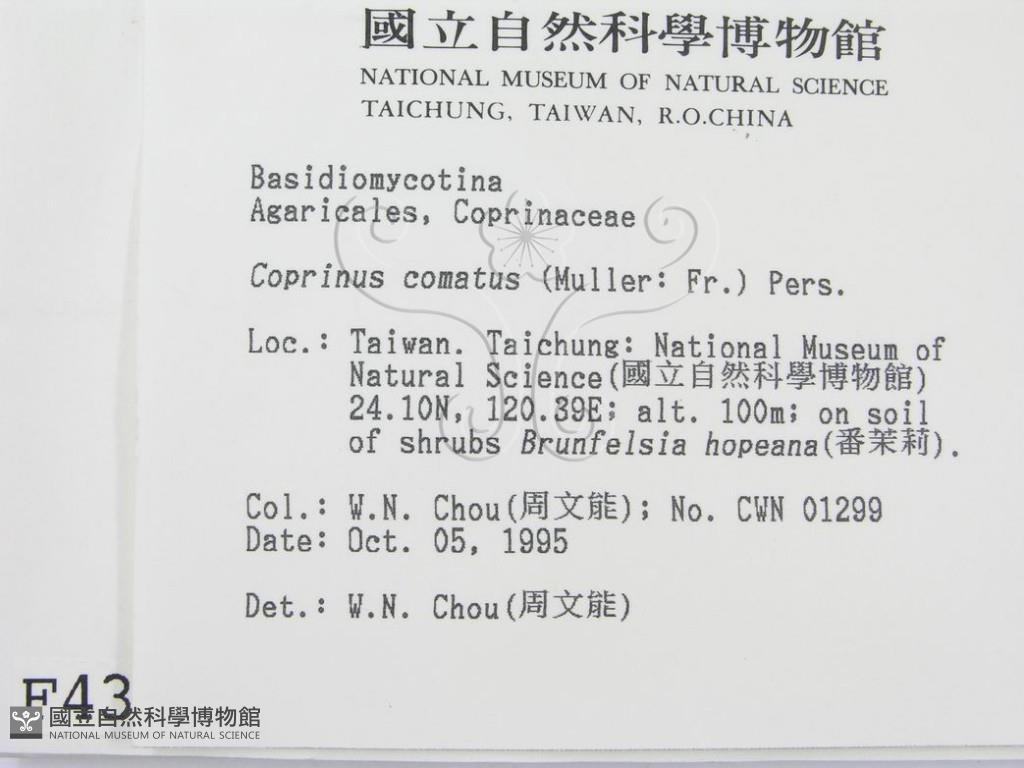 國立自然科學博物館
NATIONAL MUSEUM OF NATURAL SCIENCE
TAICHUNG, TAIWAN, R.O.CHINA
Basidiomycotina
Agaricales, Coprinaceae
Coprinus comatus (Muller: Fr.) Pers.
Loc.: Taiwan. Taichung: National Museum of
Natural Science(國立自然科學博物館)
24.10N, 120.39E; alt. 100m; on soil
of shrubs Brunfelsia hopeana(番茉莉).
Col.: W.N. Chou(周文能); No. CWN 01299
Date: Oct. 05, 1995
Det.: W.N. Chou(周文能)
F43
國立自然科學博物館
NATIONAL MUSEUM OF NATURAL SCIENCE